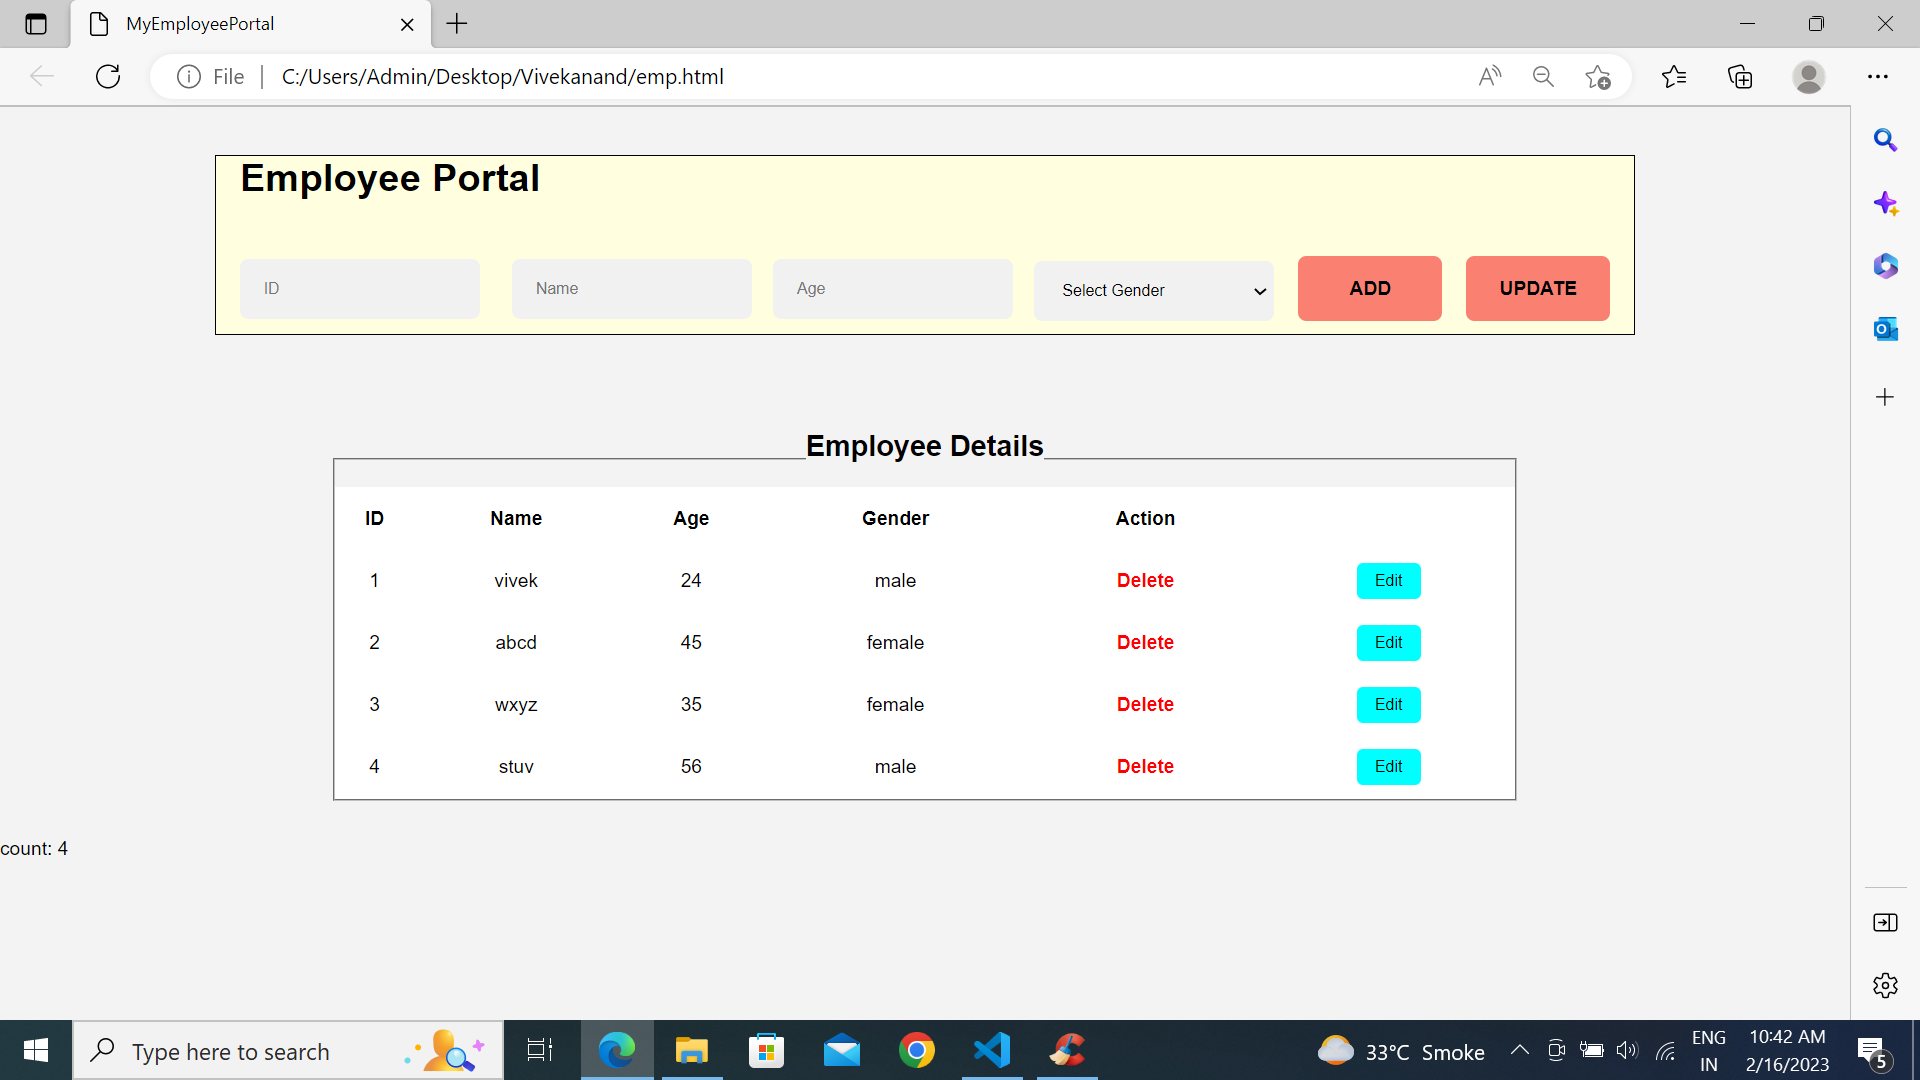 MyEmployeePortal
File C:/Users/Admin/Desktop/Vivekanand/emp.html
Employee Portal
ID Name Age Select Gender ADD UPDATE
Employee Details
ID Name Age Gender Action
1 vivek 24 male Delete Edit
2 abcd 45 female Delete Edit
3 wxyz 35 female Delete Edit
4 stuv 56 male Delete Edit
count: 4
Type here to search
33°C Smoke
ENG
IN
10:42 AM
2/16/2023
5